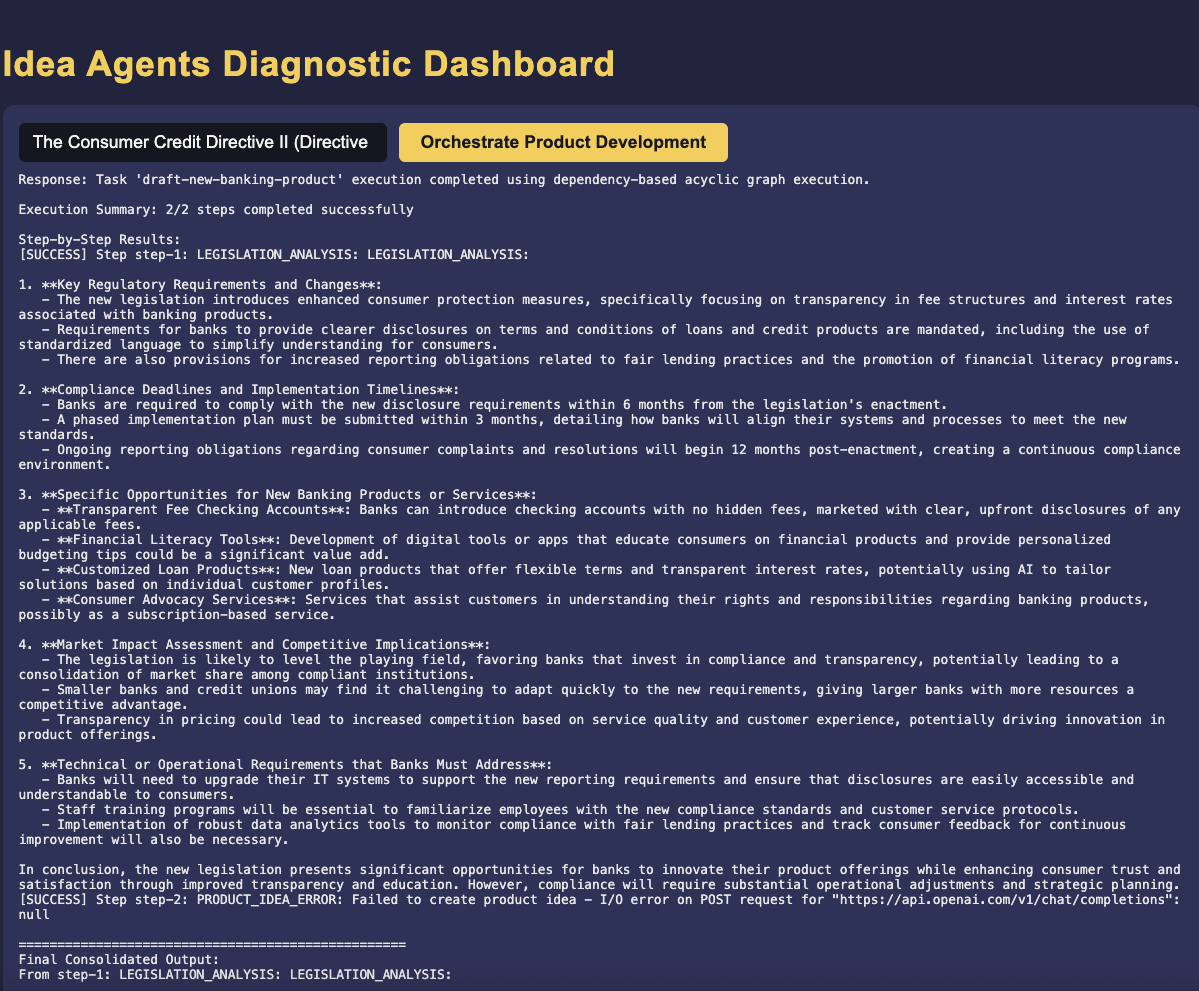 Idea Agents Diagnostic Dashboard
The Consumer Credit Directive II (Directive
Orchestrate Product Development
Response: Task 'draft-new-banking-product' execution completed using dependency-based acyclic graph execution.
Execution Summary: 2/2 steps completed successfully
Step-by-Step Results:
[SUCCESS] Step step-1: LEGISLATION_ANALYSIS: LEGISLATION_ANALYSIS:
1. **Key Regulatory Requirements and Changes**:
- The new legislation introduces enhanced consumer protection measures, specifically focusing on transparency in fee structures and interest rates
associated with banking products.
- Requirements for banks to provide clearer disclosures on terms and conditions of loans and credit products are mandated, including the use of
standardized language to simplify understanding for consumers.
- There are also provisions for increased reporting obligations related to fair lending practices and the promotion of financial literacy programs.
2. **Compliance Deadlines and Implementation Timelines**:
- Banks are required to comply with the new disclosure requirements within 6 months from the legislation's enactment.
- A phased implementation plan must be submitted within 3 months, detailing how banks will align their systems and processes to meet the new
standards.
- Ongoing reporting obligations regarding consumer complaints and resolutions will begin 12 months post-enactment, creating a continuous compliance
environment.
3. **Specific Opportunities for New Banking Products or Services**:
- **Transparent Fee Checking Accounts**: Banks can introduce checking accounts with no hidden fees, marketed with clear, upfront disclosures of any
applicable fees.
- **Financial Literacy Tools**: Development of digital tools or apps that educate consumers on financial products and provide personalized
budgeting tips could be a significant value add.
- **Customized Loan Products**: New loan products that offer flexible terms and transparent interest rates, potentially using AI to tailor
solutions based on individual customer profiles.
- **Consumer Advocacy Services**: Services that assist customers in understanding their rights and responsibilities regarding banking products,
possibly as a subscription-based service.
4. **Market Impact Assessment and Competitive Implications**:
- The legislation is likely to level the playing field, favoring banks that invest in compliance and transparency, potentially leading to a
consolidation of market share among compliant institutions.
- Smaller banks and credit unions may find it challenging to adapt quickly to the new requirements, giving larger banks with more resources a
competitive advantage.
- Transparency in pricing could lead to increased competition based on service quality and customer experience, potentially driving innovation in
product offerings.
5. **Technical or Operational Requirements that Banks Must Address**:
- Banks will need to upgrade their IT systems to support the new reporting requirements and ensure that disclosures are easily accessible and
understandable to consumers.
- Staff training programs will be essential to familiarize employees with the new compliance standards and customer service protocols.
- Implementation of robust data analytics tools to monitor compliance with fair lending practices and track consumer feedback for continuous
improvement will also be necessary.
In conclusion, the new legislation presents significant opportunities for banks to innovate their product offerings while enhancing consumer trust and
satisfaction through improved transparency and education. However, compliance will require substantial operational adjustments and strategic planning.
[SUCCESS] Step step-2: PRODUCT_IDEA_ERROR: Failed to create product idea - I/O error on POST request for "https://api.openai.com/v1/chat/completions":
null
==================================================
Final Consolidated Output:
From step-1: LEGISLATION_ANALYSIS: LEGISLATION_ANALYSIS: